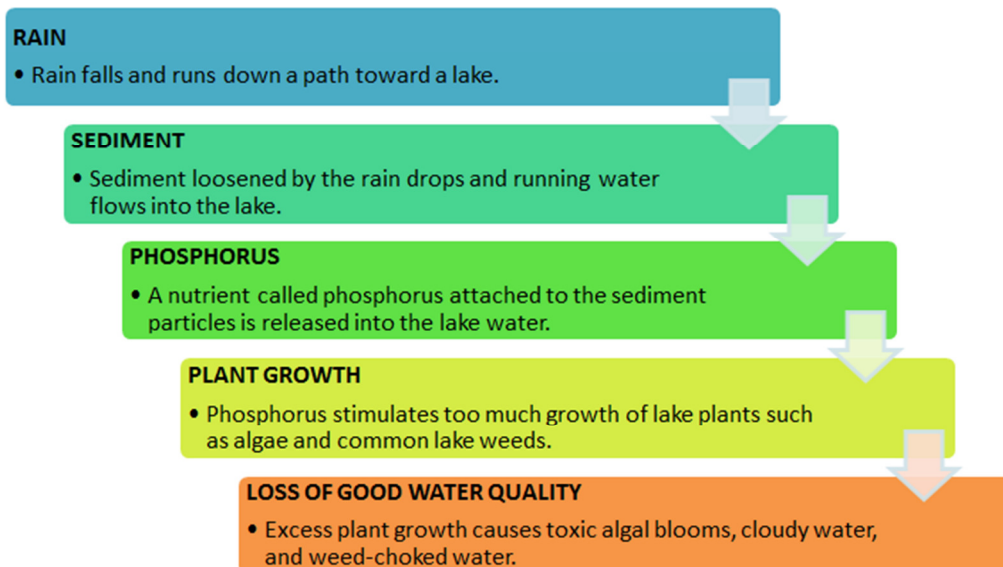 RAIN
• Rain falls and runs down a path toward a lake.
SEDIMENT
• Sediment loosened by the rain drops and running water
flows into the lake.
PHOSPHORUS
• A nutrient called phosphorus attached to the sediment
particles is released into the lake water.
PLANT GROWTH
• Phosphorus stimulates too much growth of lake plants such
as algae and common lake weeds.
LOSS OF GOOD WATER QUALITY
• Excess plant growth causes toxic algal blooms, cloudy water,
and weed-choked water.